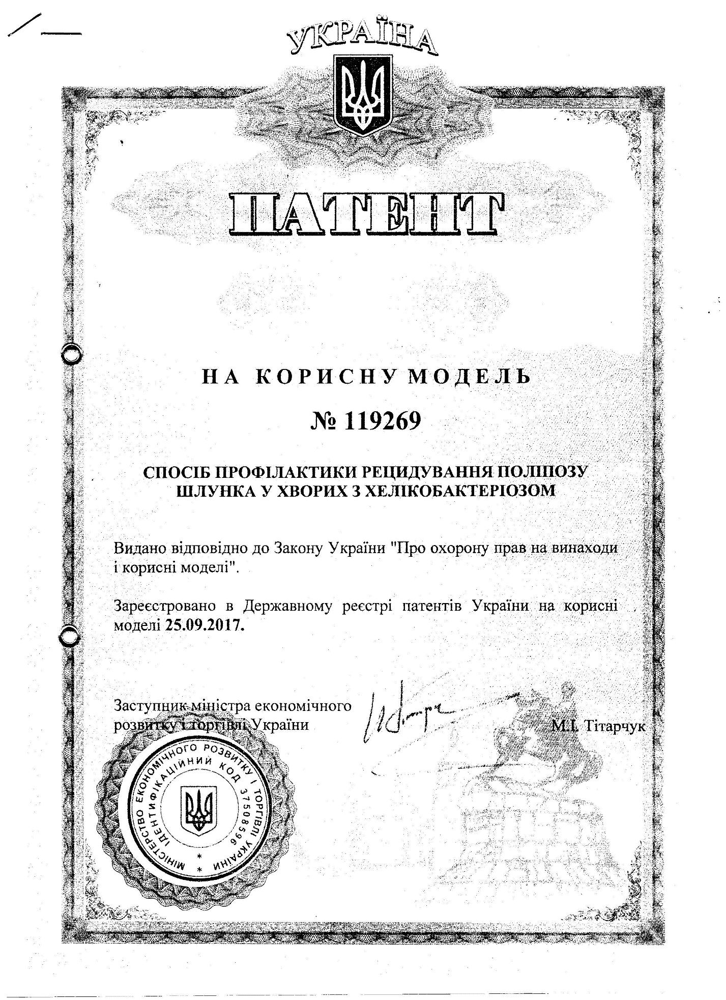 УКРАЇНА
ПАТЕНТ
НА КОРИСНУ МОДЕЛЬ
№ 119269
СПОСІБ ПРОФІЛАКТИКИ РЕЦИДУВАННЯ ПОЛІПОЗУ
ШЛУНКА У ХВОРИХ З ХЕЛІКОБАКТЕРІОЗОМ
Видано відповідно до Закону України "Про охорону прав на винаходи
і корисні моделі".
Зареєстровано в Державному реєстрі патентів України на корисні
моделі 25.09.2017.
Заступник міністра економічного
розвитку і торгівлі України
М.І. Тітарчук
МІНІСТЕРСТВО ЕКОНОМІЧНОГО РОЗВИТКУ І ТОРГІВЛІ УКРАЇНИ *
ІДЕНТИФІКАЦІЙНИЙ КОД 37508596 *